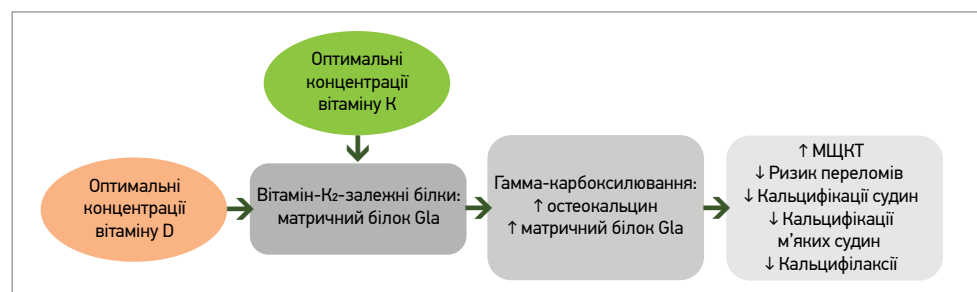 Оптимальні
концентрації
вітаміну К
Оптимальні
концентрації
вітаміну D
Вітамін-К₂-залежні білки:
матричний білок Gla
Гамма-карбоксилювання:
↑ остеокальцин
↑ матричний білок Gla
↑ МЩКТ
↓ Ризик переломів
↓ Кальцифікації судин
↓ Кальцифікації
м’яких судин
↓ Кальцифілаксії